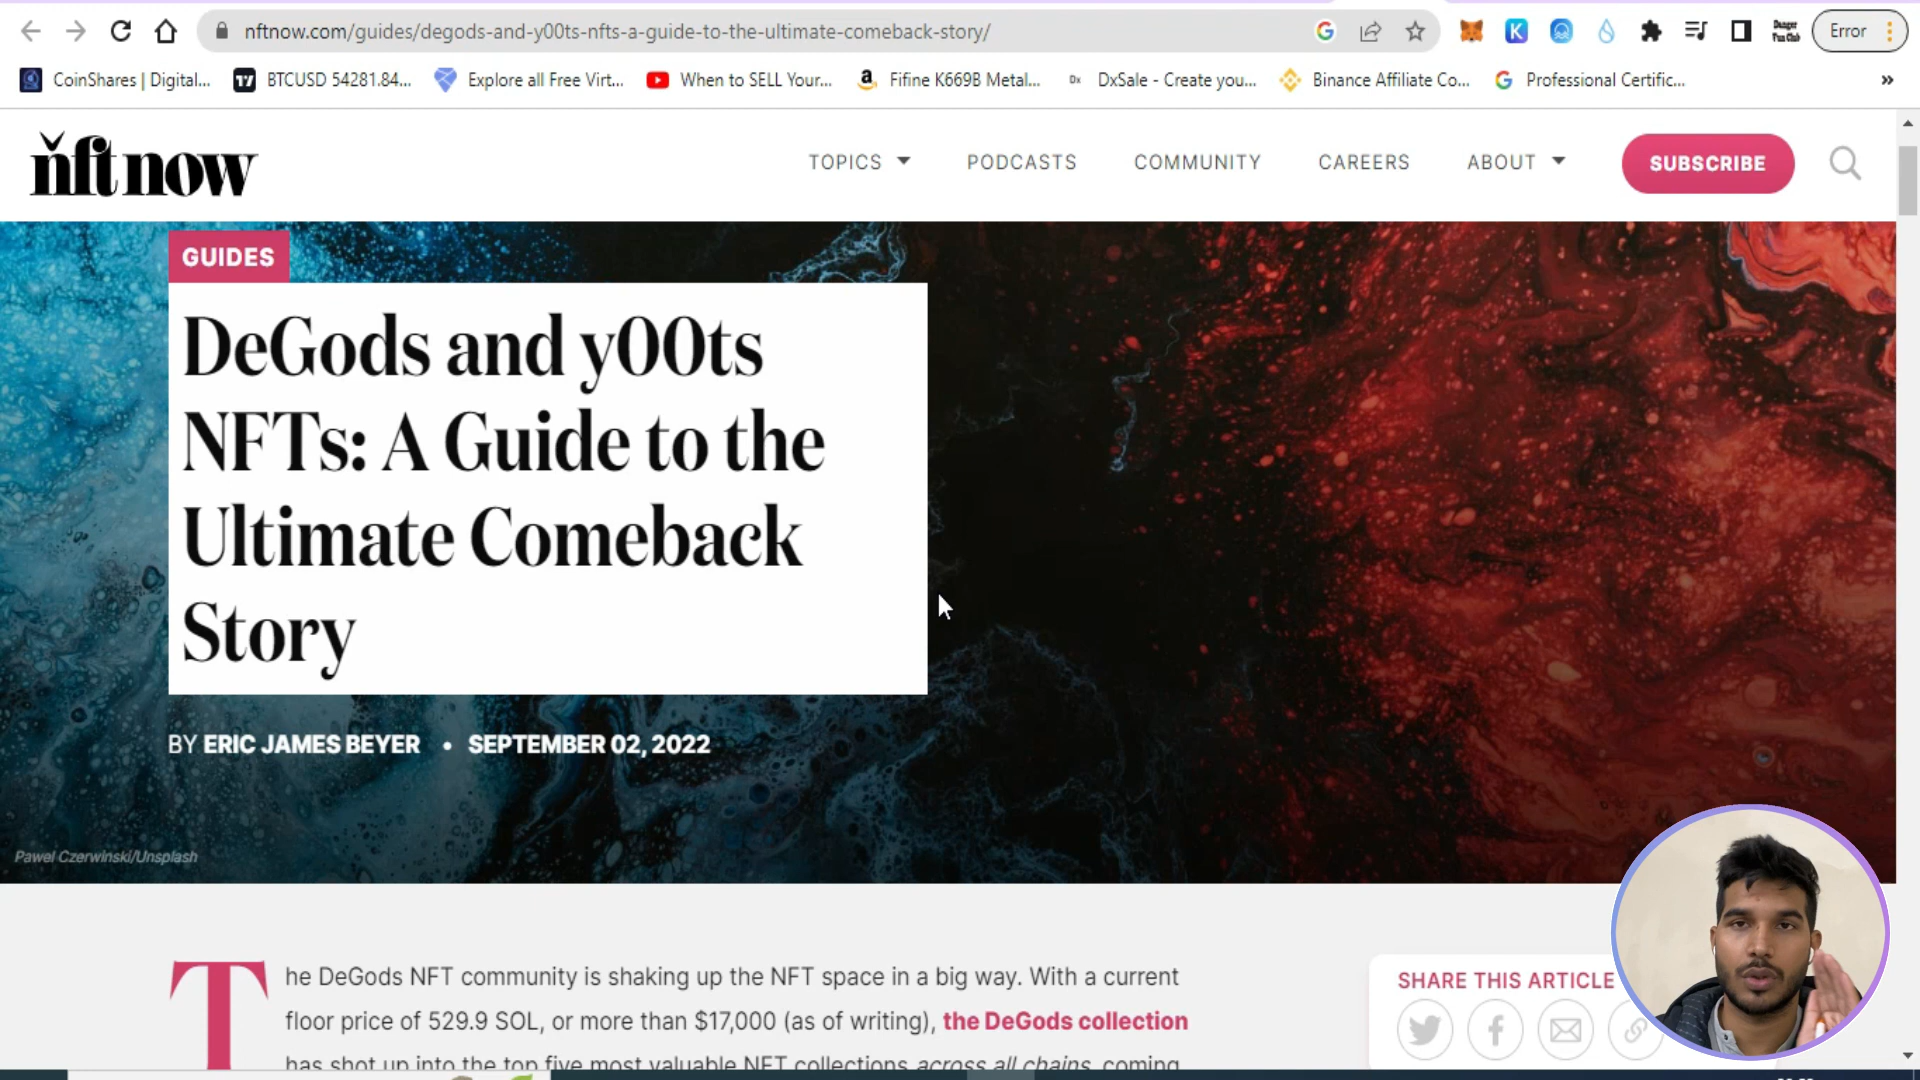 nftnow.com/guides/degods-and-y00ts-nfts-a-guide-to-the-ultimate-comeback-story/
Error
CoinShares | Digital... BTCUSD 54281.84... Explore all Free Virt... When to SELL Your... Fifine K669B Metal... DxSale - Create you... Binance Affiliate Co... Professional Certific... »
nft now
TOPICS PODCASTS COMMUNITY CAREERS ABOUT SUBSCRIBE
GUIDES
DeGods and y00ts
NFTs: A Guide to the
Ultimate Comeback
Story
BY ERIC JAMES BEYER • SEPTEMBER 02, 2022
Pawel Czerwinski/Unsplash
The DeGods NFT community is shaking up the NFT space in a big way. With a current
floor price of 529.9 SOL, or more than $17,000 (as of writing), the DeGods collection
has shot up into the top five most valuable NFT collections across all chains, coming
SHARE THIS ARTICLE